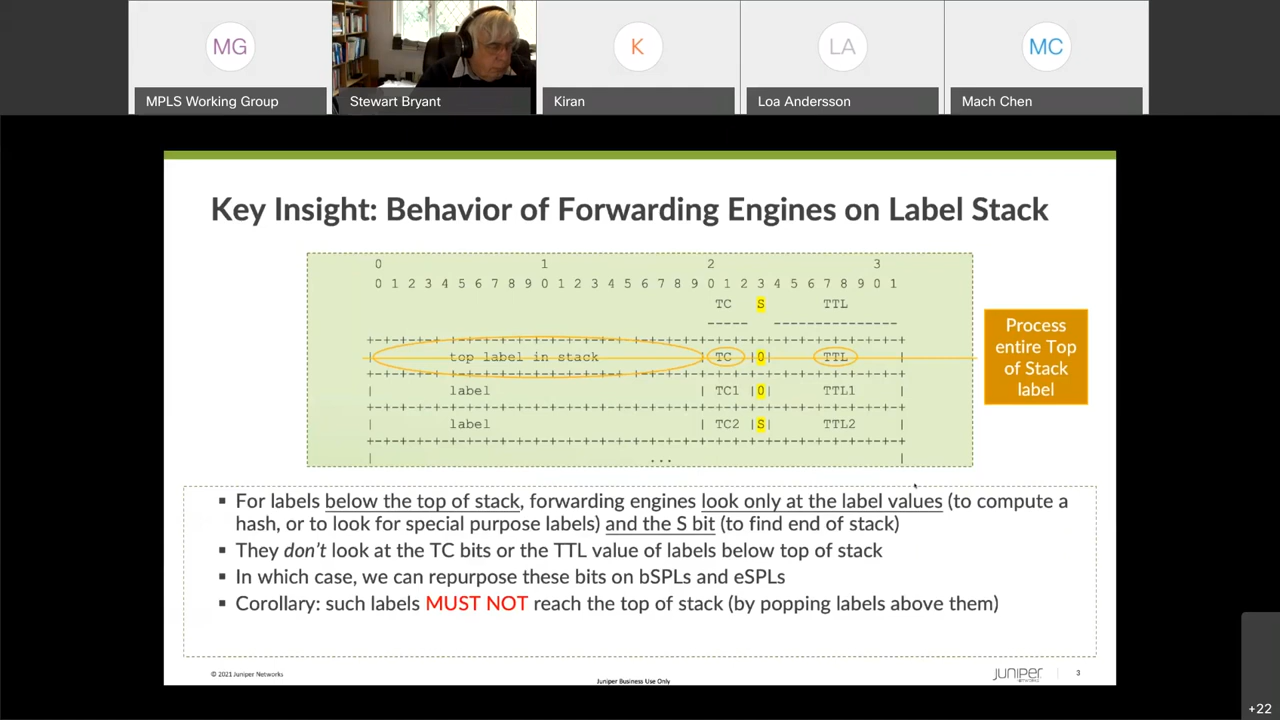 MG
K
LA
MC
MPLS Working Group
Stewart Bryant
Kiran
Loa Andersson
Mach Chen
Key Insight: Behavior of Forwarding Engines on Label Stack
0 1 2 3
0 1 2 3 4 5 6 7 8 9 0 1 2 3 4 5 6 7 8 9 0 1 2 3 4 5 6 7 8 9 0 1
TC S TTL
----- ---------------
+-+-+-+-+-+-+-+-+-+-+-+-+-+-+-+-+-+-+-+-+-+-+-+-+-+-+-+-+-+-+-+-+
| top label in stack | TC |0| TTL |
+-+-+-+-+-+-+-+-+-+-+-+-+-+-+-+-+-+-+-+-+-+-+-+-+-+-+-+-+-+-+-+-+
| label | TC1 |0| TTL1 |
+-+-+-+-+-+-+-+-+-+-+-+-+-+-+-+-+-+-+-+-+-+-+-+-+-+-+-+-+-+-+-+-+
| label | TC2 |S| TTL2 |
+-+-+-+-+-+-+-+-+-+-+-+-+-+-+-+-+-+-+-+-+-+-+-+-+-+-+-+-+-+-+-+-+
| ... |
Process
entire Top
of Stack
label
▪ For labels below the top of stack, forwarding engines look only at the label values (to compute a
hash, or to look for special purpose labels) and the S bit (to find end of stack)
▪ They don't look at the TC bits or the TTL value of labels below top of stack
▪ In which case, we can repurpose these bits on bSPLs and eSPLs
▪ Corollary: such labels MUST NOT reach the top of stack (by popping labels above them)
© 2021 Juniper Networks
Juniper Business Use Only
JUNIPER
NETWORKS
3
+22